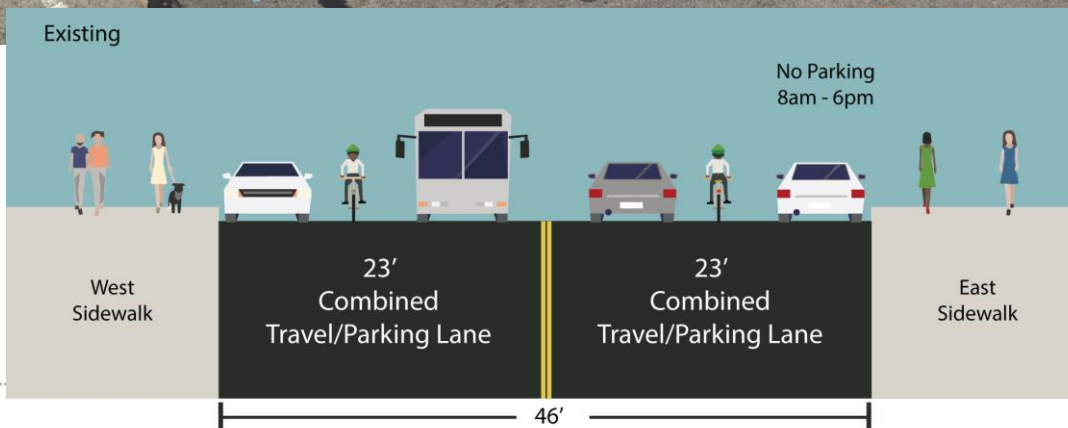 Existing
No Parking
8am - 6pm
West
Sidewalk
23’
Combined
Travel/Parking Lane
23’
Combined
Travel/Parking Lane
East
Sidewalk
46’